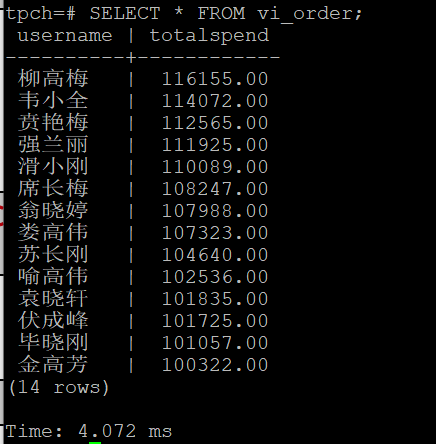 tpch=# SELECT * FROM vi_order;
 username | totalspend
----------+------------
 柳高梅   |  116155.00
 韦小全   |  114072.00
 贲艳梅   |  112565.00
 强兰丽   |  111925.00
 滑小刚   |  110089.00
 席长梅   |  108247.00
 翁晓婷   |  107988.00
 娄高伟   |  107323.00
 苏长刚   |  104640.00
 喻高伟   |  102536.00
 袁晓轩   |  101835.00
 伏成峰   |  101725.00
 毕晓刚   |  101057.00
 金高芳   |  100322.00
(14 rows)

Time: 4.072 ms